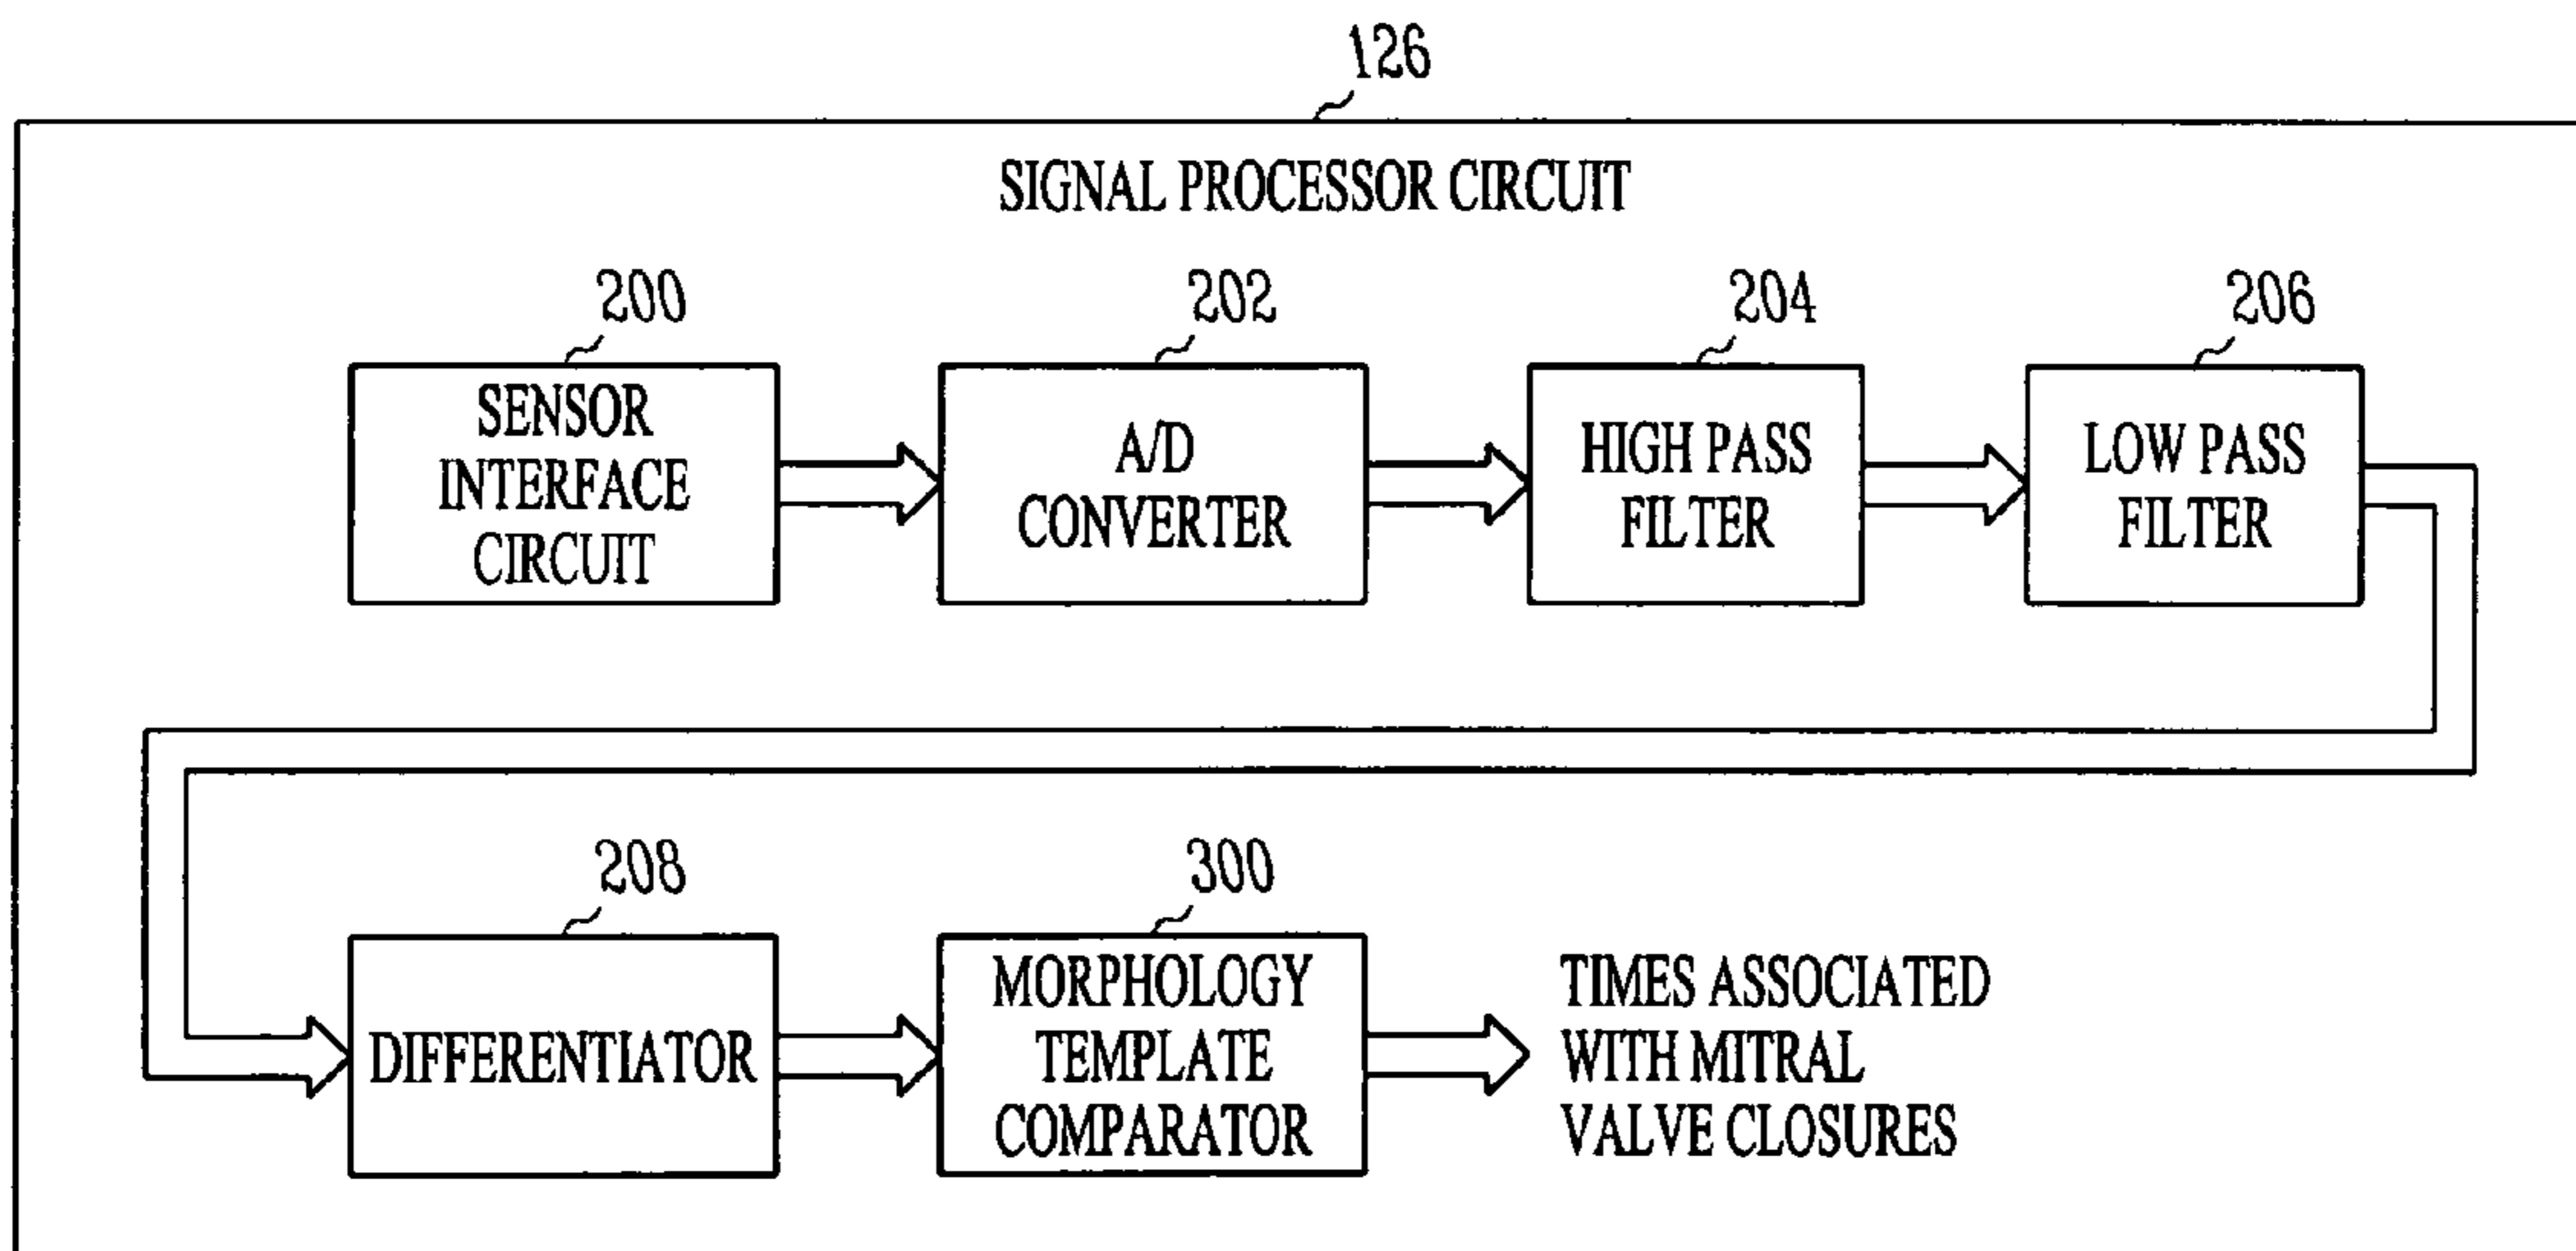 126
SIGNAL PROCESSOR CIRCUIT
200
SENSOR
INTERFACE
CIRCUIT
202
A/D
CONVERTER
204
HIGH PASS
FILTER
206
LOW PASS
FILTER
208
DIFFERENTIATOR
300
MORPHOLOGY
TEMPLATE
COMPARATOR
TIMES ASSOCIATED
WITH MITRAL
VALVE CLOSURES